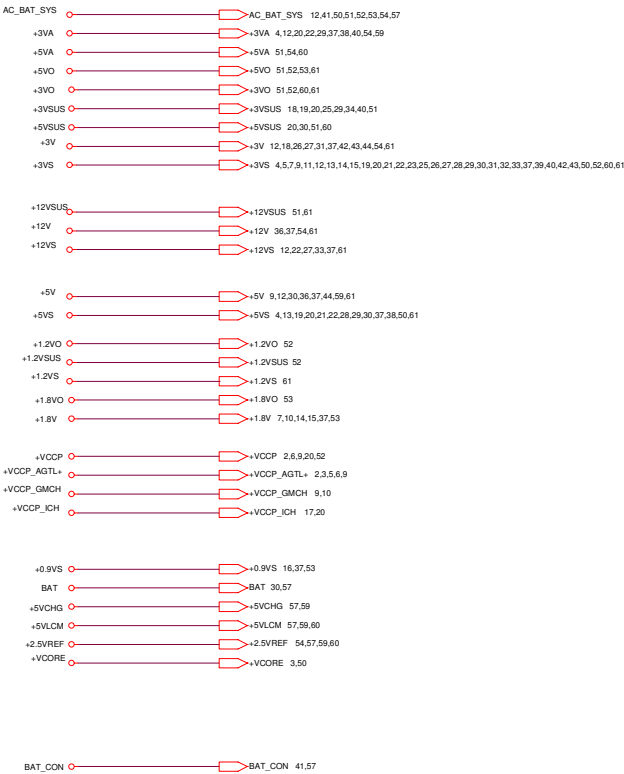 AC_BAT_SYS AC_BAT_SYS 12,41,50,51,52,53,54,57
+3VA +3VA 4,12,20,22,29,37,38,40,54,59
+5VA +5VA 51,54,60
+5VO +5VO 51,52,53,61
+3VO +3VO 51,52,60,61
+3VSUS +3VSUS 18,19,20,25,29,34,40,51
+5VSUS +5VSUS 20,30,51,60
+3V +3V 12,18,26,27,31,37,42,43,44,54,61
+3VS +3VS 4,5,7,9,11,12,13,14,15,19,20,21,22,23,25,26,27,28,29,30,31,32,33,37,39,40,42,43,50,52,60,61
+12VSUS +12VSUS 51,61
+12V +12V 36,37,54,61
+12VS +12VS 12,22,27,33,37,61
+5V +5V 9,12,30,36,37,44,59,61
+5VS +5VS 4,13,19,20,21,22,28,29,30,37,38,50,61
+1.2VO +1.2VO 52
+1.2VSUS +1.2VSUS 52
+1.2VS +1.2VS 61
+1.8VO +1.8VO 53
+1.8V +1.8V 7,10,14,15,37,53
+VCCP +VCCP 2,6,9,20,52
+VCCP_AGTL+ +VCCP_AGTL+ 2,3,5,6,9
+VCCP_GMCH +VCCP_GMCH 9,10
+VCCP_ICH +VCCP_ICH 17,20
+0.9VS +0.9VS 16,37,53
BAT BAT 30,57
+5VCHG +5VCHG 57,59
+5VLCM +5VLCM 57,59,60
+2.5VREF +2.5VREF 54,57,59,60
+VCORE +VCORE 3,50
BAT_CON BAT_CON 41,57